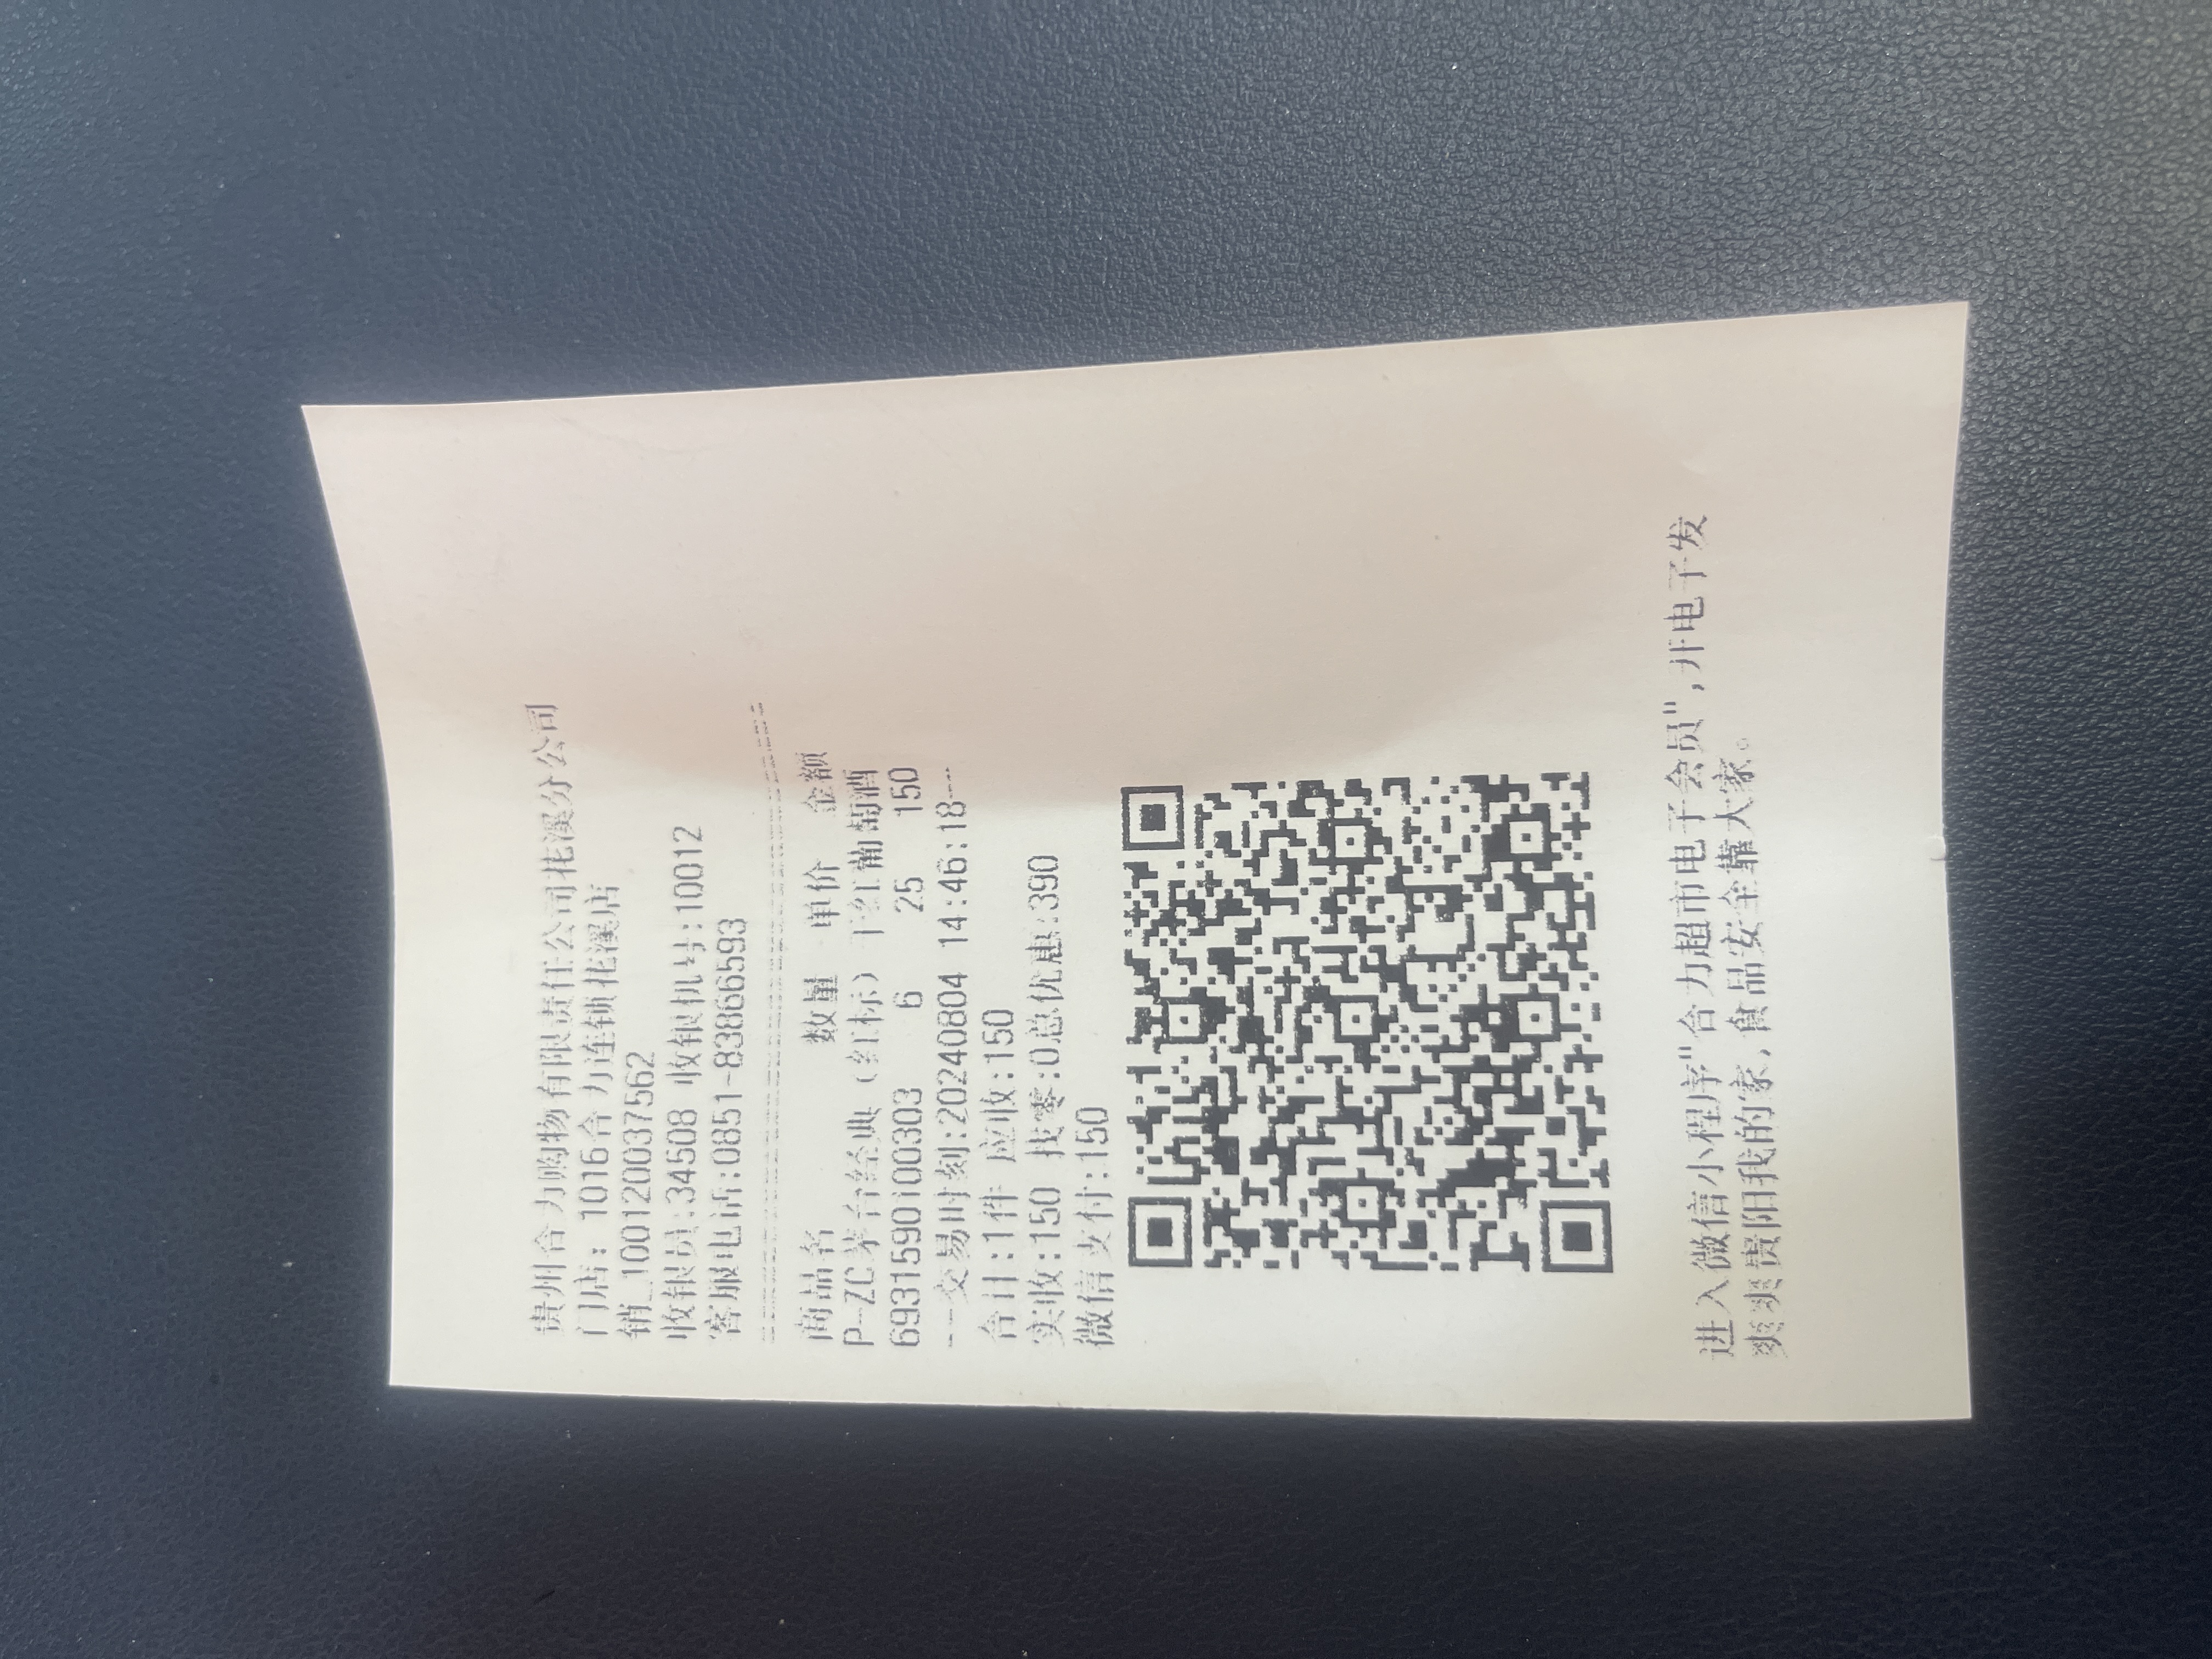 贵州合力购物有限责任公司花溪分公司
门店: 1016合力连锁花溪店
销_100120037562
收银员:34508 收银机号:10012
客服电话:0851-83866593
商品名 数量 单价 金额
P-ZC茅台经典（红标）干红葡萄酒
6931590100303 6 25 150
---交易时刻:20240804 14:46:18---
合计:1件 应收:150
实收:150 找零:0总优惠:390
微信支付:150
进入微信小程序"合力超市电子会员",开电子发
爽爽贵阳我的家,食品安全靠大家。